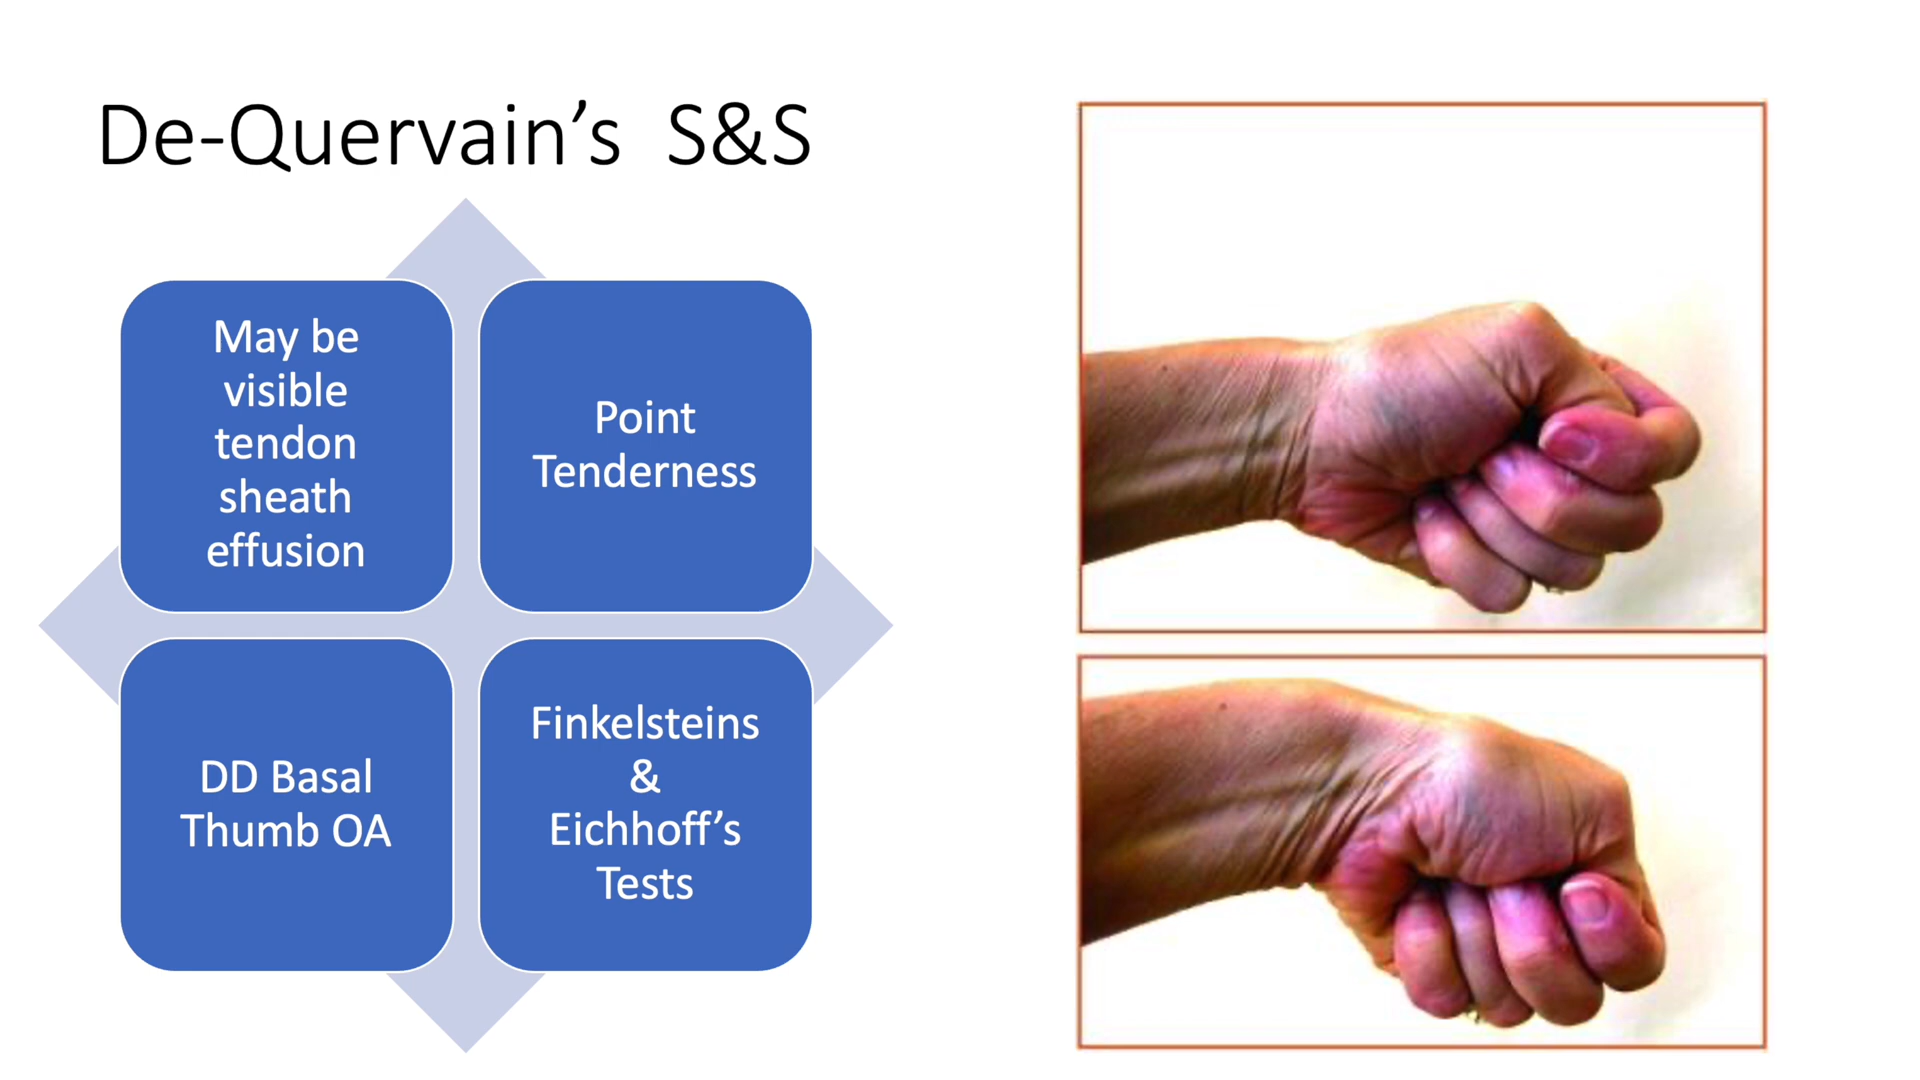 De-Quervain’s  S&S
May be
visible
tendon
sheath
effusion
Point
Tenderness
DD Basal
Thumb OA
Finkelsteins
&
Eichhoff’s
Tests